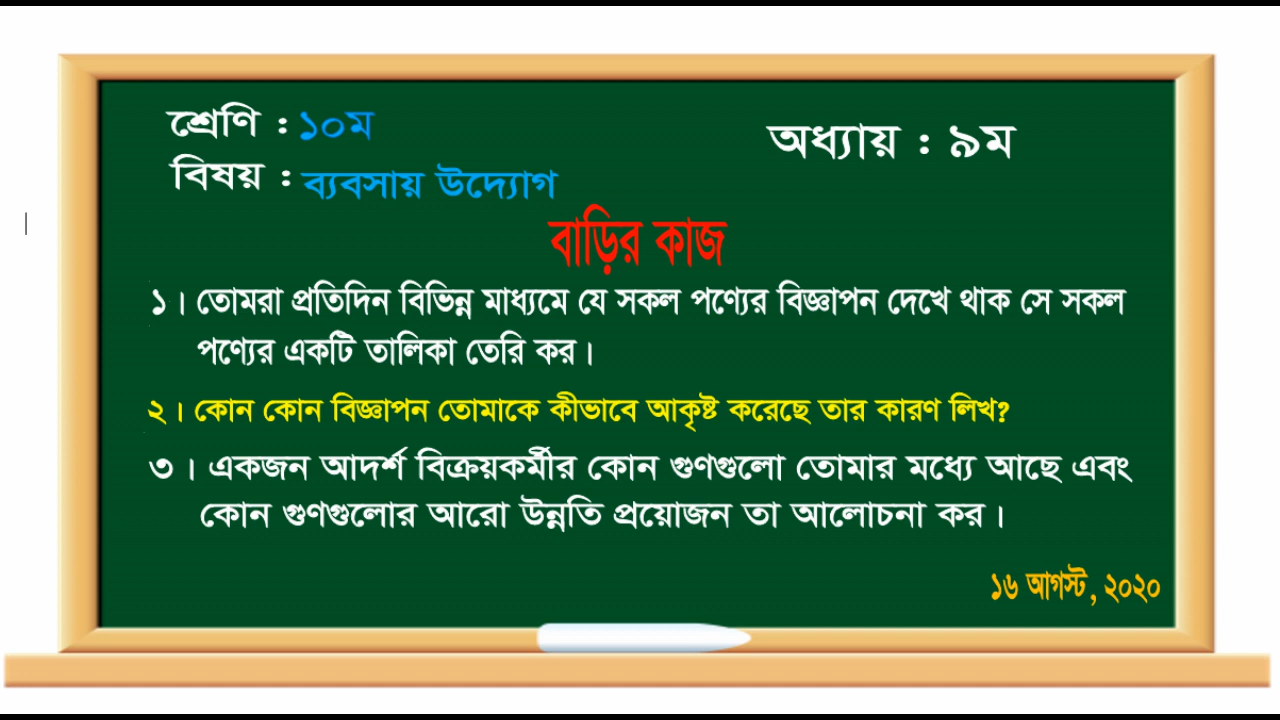 শ্রেণি : ১০ম
অধ্যায় : ৯ম
বিষয় : ব্যবসায় উদ্যোগ
বাড়ির কাজ
১। তোমরা প্রতিদিন বিভিন্ন মাধ্যমে যে সকল পণ্যের বিজ্ঞাপন দেখে থাক সে সকল
পণ্যের একটি তালিকা তেরি কর।
২। কোন কোন বিজ্ঞাপন তোমাকে কীভাবে আকৃষ্ট করেছে তার কারণ লিখ?
৩। একজন আদর্শ বিক্রয়কর্মীর কোন গুণগুলো তোমার মধ্যে আছে এবং
কোন গুণগুলোর আরো উন্নতি প্রয়োজন তা আলোচনা কর।
১৬ আগস্ট, ২০২০